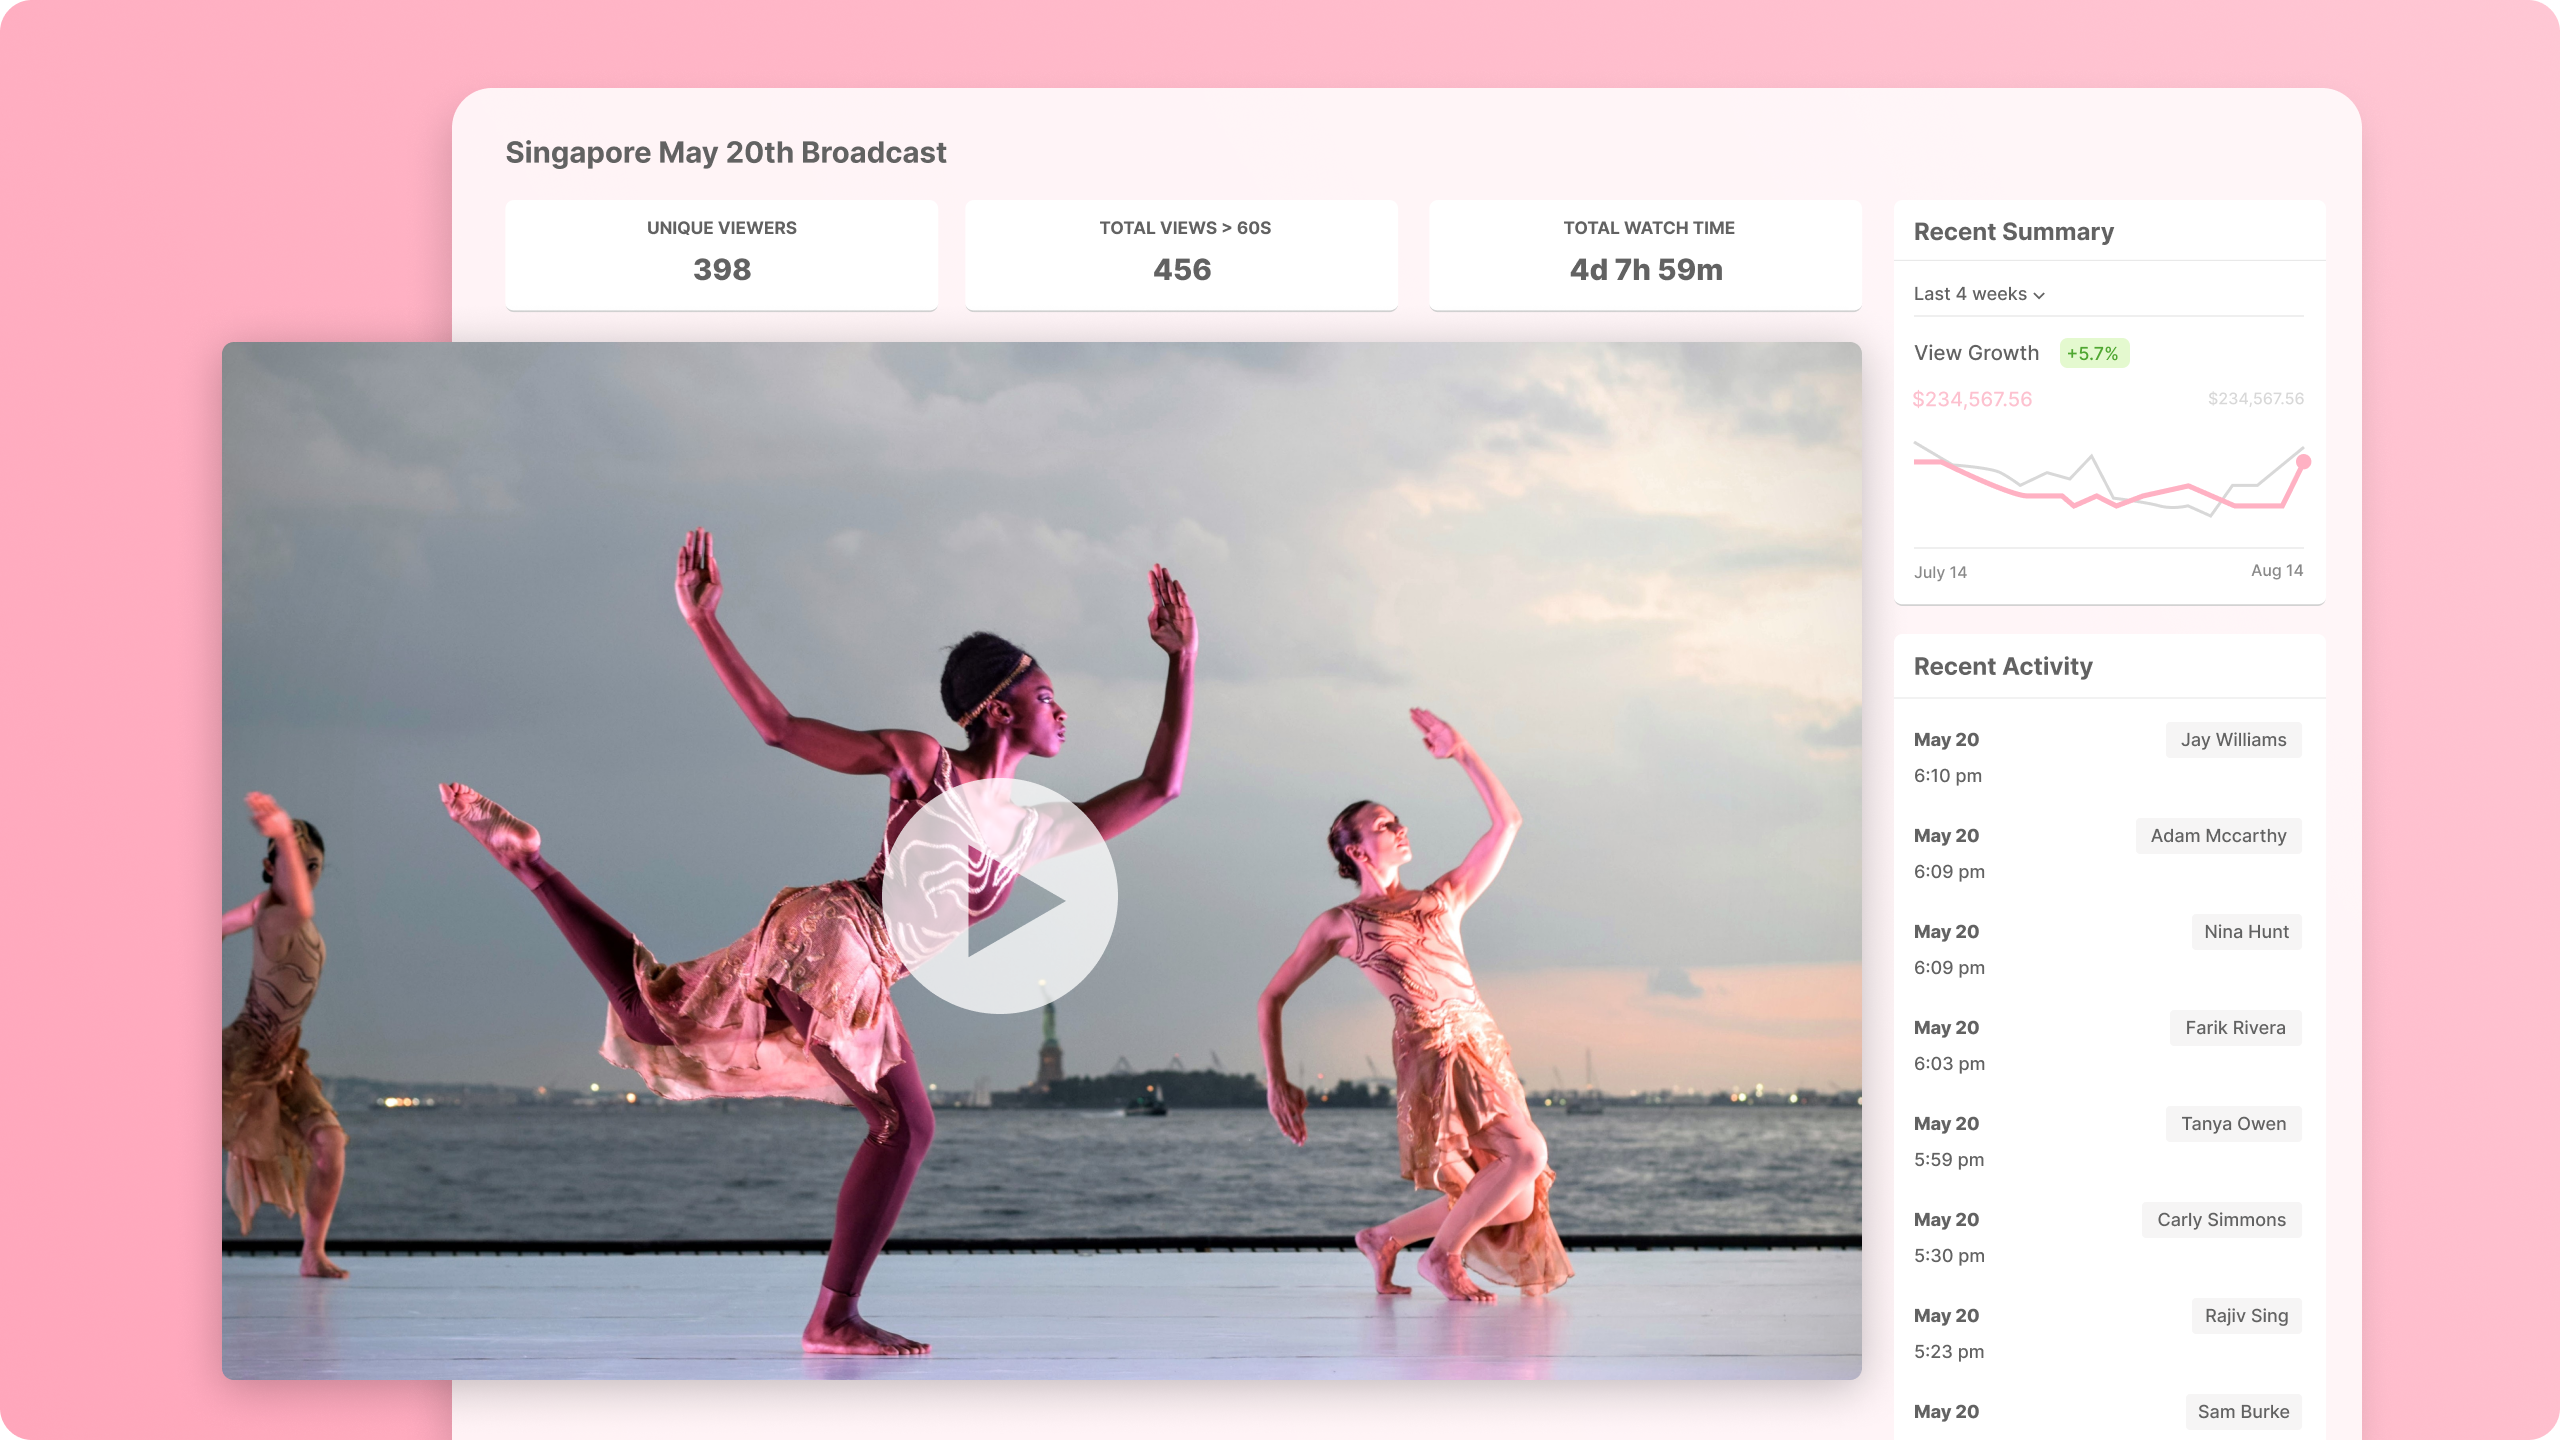 Singapore May 20th Broadcast
UNIQUE VIEWERS
398
TOTAL VIEWS > 60S
456
TOTAL WATCH TIME
4d 7h 59m
Recent Summary
Last 4 weeks
View Growth +5.7%
$234,567.56 $234,567.56
July 14 Aug 14
Recent Activity
May 20 Jay Williams
6:10 pm
May 20 Adam Mccarthy
6:09 pm
May 20 Nina Hunt
6:09 pm
May 20 Farik Rivera
6:03 pm
May 20 Tanya Owen
5:59 pm
May 20 Carly Simmons
5:30 pm
May 20 Rajiv Sing
5:23 pm
May 20 Sam Burke